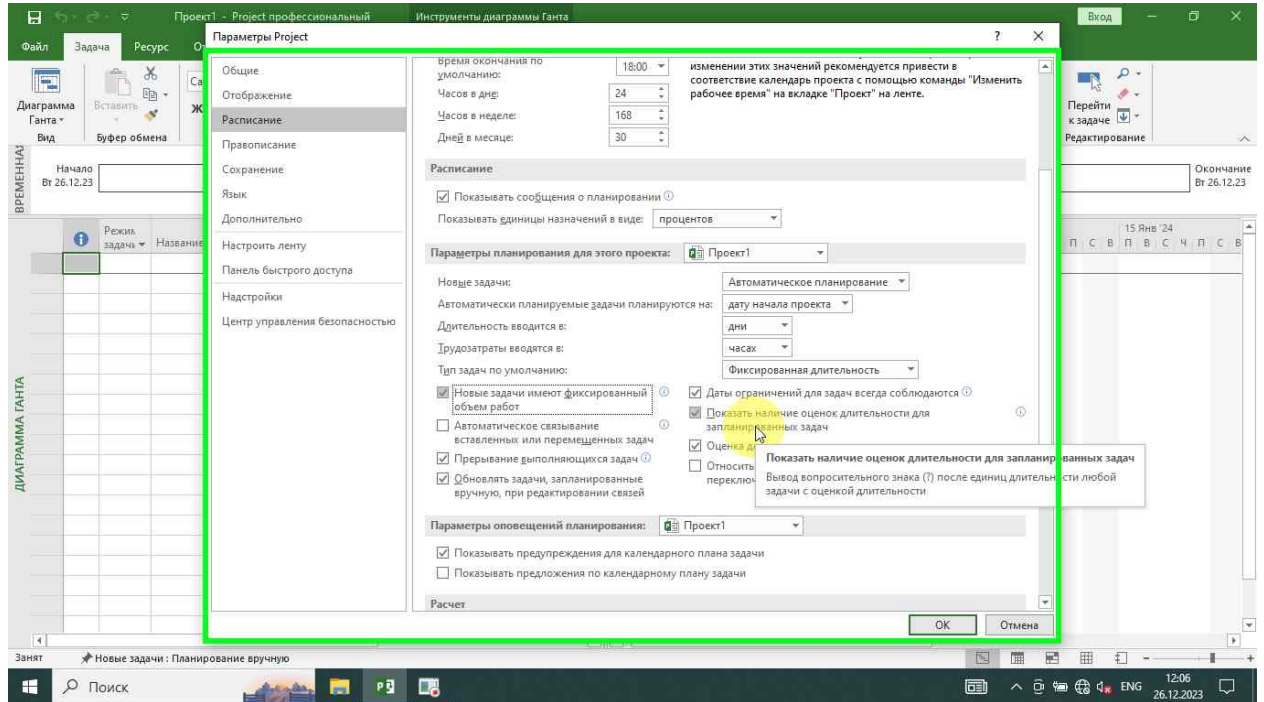 Проект1 - Project профессиональный
Инструменты диаграммы Ганта
Вход
Файл
Задача
Ресурс
Диаграмма Ганта
Вставить
Вид
Буфер обмена
Перейти к задаче
Редактирование
Начало
Вт 26.12.23
Окончание
Вт 26.12.23
Режим
задачи
Название
15 Янв '24
П С В П В С Ч П С В
ДИАГРАММА ГАНТА
Параметры Project
?
Общие
Отображение
Расписание
Правописание
Сохранение
Язык
Дополнительно
Настроить ленту
Панель быстрого доступа
Надстройки
Центр управления безопасностью
Время окончания по умолчанию:
18:00
изменении этих значений рекомендуется привести в
соответствие календарь проекта с помощью команды "Изменить
рабочее время" на вкладке "Проект" на ленте.
Часов в дне: 24
Часов в неделе: 168
Дней в месяце: 30
Расписание
Показывать сообщения о планировании
Показывать единицы назначений в виде: процентов
Параметры планирования для этого проекта: Проект1
Новые задачи: Автоматическое планирование
Автоматически планируемые задачи планируются на: дату начала проекта
Длительность вводится в: дни
Трудозатраты вводятся в: часах
Тип задач по умолчанию: Фиксированная длительность
Новые задачи имеют фиксированный
объем работ
Автоматическое связывание
вставленных или перемещенных задач
Прерывание выполняющихся задач
Обновлять задачи, запланированные
вручную, при редактировании связей
Даты ограничений для задач всегда соблюдаются
Показать наличие оценок длительности для
запланированных задач
Оценка
Показать наличие оценок длительности для запланированных задач
Вывод вопросительного знака (?) после единиц длительности любой
задачи с оценкой длительности
Параметры оповещений планирования: Проект1
Показывать предупреждения для календарного плана задачи
Показывать предложения по календарному плану задачи
Расчет
ОК
Отмена
Занят
Новые задачи : Планирование вручную
Поиск
ENG
12:06
26.12.2023